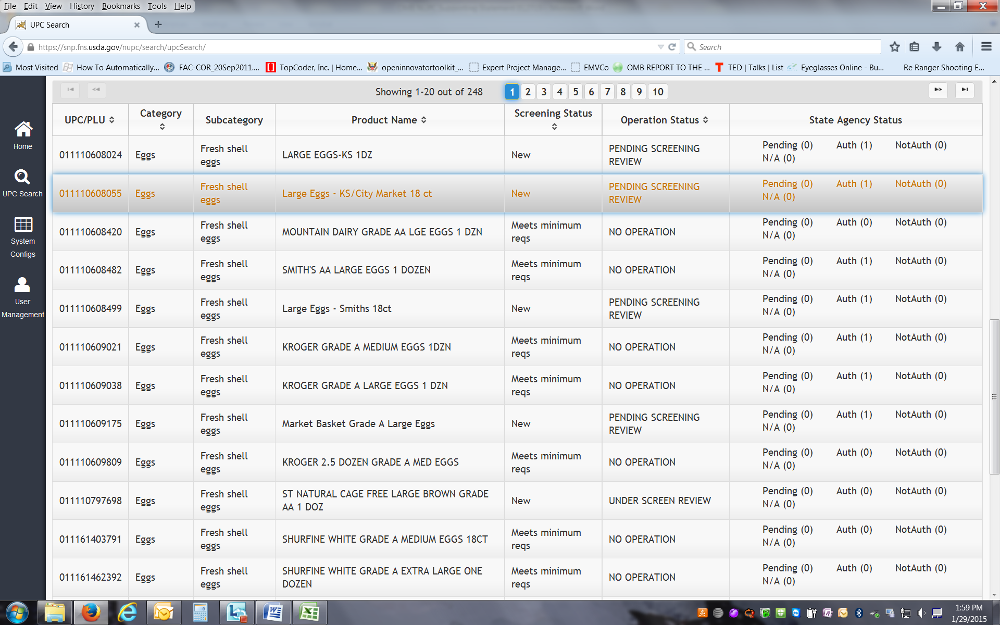 File Edit View History Bookmarks Tools Help
UPC Search
https://snp.fns.usda.gov/nupc/search/upcSearch/
Search
Most Visited How To Automatically... FAC-COR_20Sep2011.... TopCoder, Inc. | Home... openinnovatortoolkit_... Expert Project Manage... EMVCo OMB REPORT TO THE ... TED | Talks | List Eyeglasses Online - Bu... Re Ranger Shooting E...
Home
UPC Search
System
Configs
User
Management
Showing 1-20 out of 248 1 2 3 4 5 6 7 8 9 10
UPC/PLU Category Subcategory Product Name Screening Status Operation Status State Agency Status
011110608024 Eggs Fresh shell eggs LARGE EGGS-KS 1DZ New PENDING SCREENING REVIEW Pending (0) Auth (1) NotAuth (0) N/A (0)
011110608055 Eggs Fresh shell eggs Large Eggs - KS/City Market 18 ct New PENDING SCREENING REVIEW Pending (0) Auth (1) NotAuth (0) N/A (0)
011110608420 Eggs Fresh shell eggs MOUNTAIN DAIRY GRADE AA LGE EGGS 1 DZN Meets minimum reqs NO OPERATION Pending (0) Auth (0) NotAuth (0) N/A (0)
011110608482 Eggs Fresh shell eggs SMITH'S AA LARGE EGGS 1 DOZEN Meets minimum reqs NO OPERATION Pending (0) Auth (1) NotAuth (0) N/A (0)
011110608499 Eggs Fresh shell eggs Large Eggs - Smiths 18ct New PENDING SCREENING REVIEW Pending (0) Auth (1) NotAuth (0) N/A (0)
011110609021 Eggs Fresh shell eggs KROGER GRADE A MEDIUM EGGS 1DZN Meets minimum reqs NO OPERATION Pending (0) Auth (1) NotAuth (0) N/A (0)
011110609038 Eggs Fresh shell eggs KROGER GRADE A LARGE EGGS 1 DZN Meets minimum reqs NO OPERATION Pending (0) Auth (1) NotAuth (0) N/A (0)
011110609175 Eggs Fresh shell eggs Market Basket Grade A Large Eggs New PENDING SCREENING REVIEW Pending (0) Auth (1) NotAuth (0) N/A (0)
011110609809 Eggs Fresh shell eggs KROGER 2.5 DOZEN GRADE A MED EGGS Meets minimum reqs NO OPERATION Pending (0) Auth (0) NotAuth (0) N/A (0)
011110797698 Eggs Fresh shell eggs ST NATURAL CAGE FREE LARGE BROWN GRADE AA 1 DOZ New UNDER SCREEN REVIEW Pending (0) Auth (0) NotAuth (0) N/A (0)
011161403791 Eggs Fresh shell eggs SHURFINE WHITE GRADE A MEDIUM EGGS 18CT Meets minimum reqs NO OPERATION Pending (0) Auth (0) NotAuth (0) N/A (0)
011161462392 Eggs Fresh shell eggs SHURFINE WHITE GRADE A EXTRA LARGE ONE DOZEN Meets minimum reqs NO OPERATION Pending (0) Auth (0) NotAuth (0) N/A (0)
1:59 PM
1/29/2015